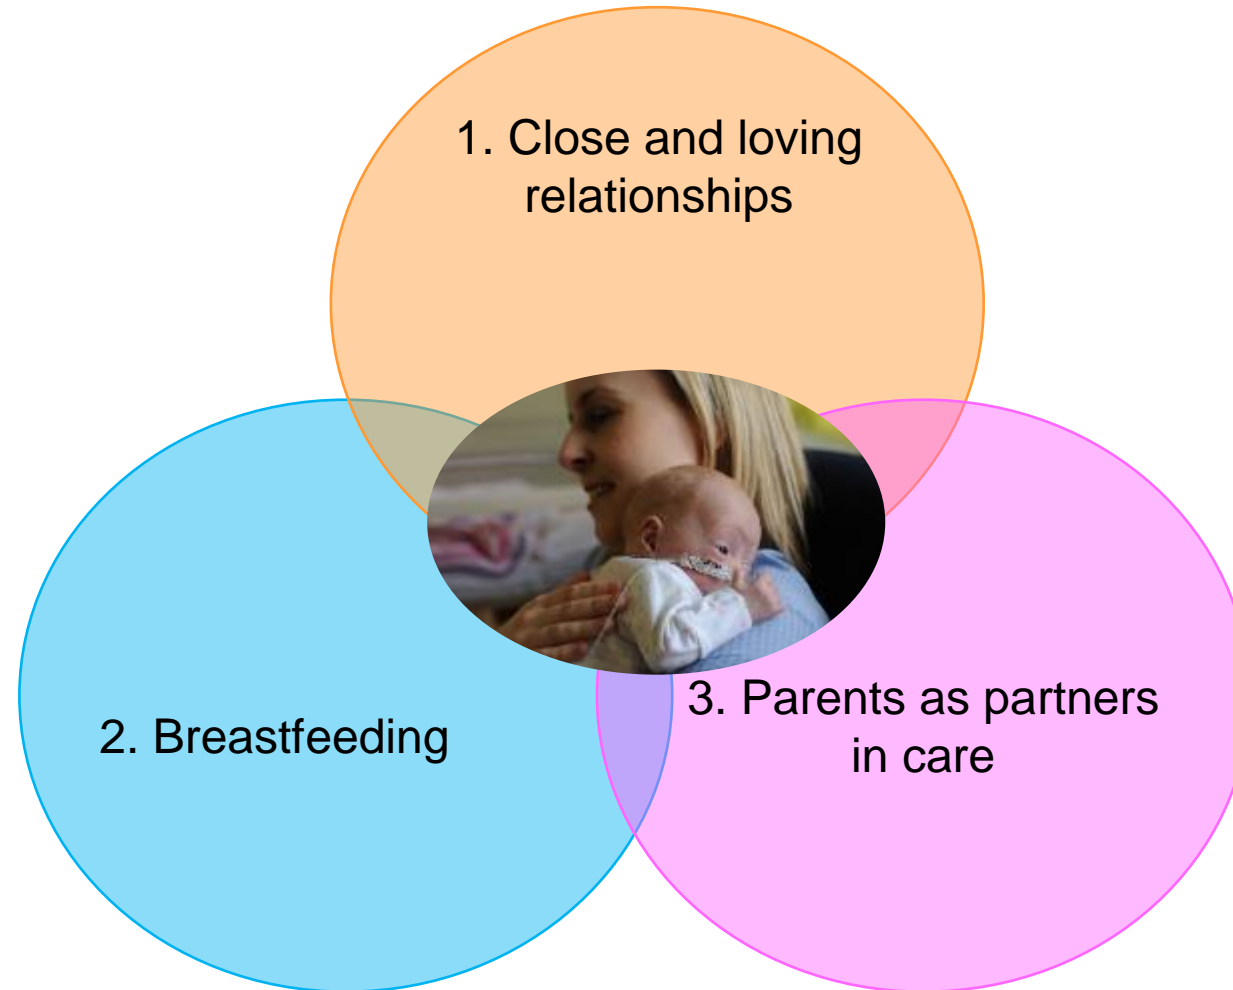 1. Close and loving
relationships
2. Breastfeeding
3. Parents as partners
in care